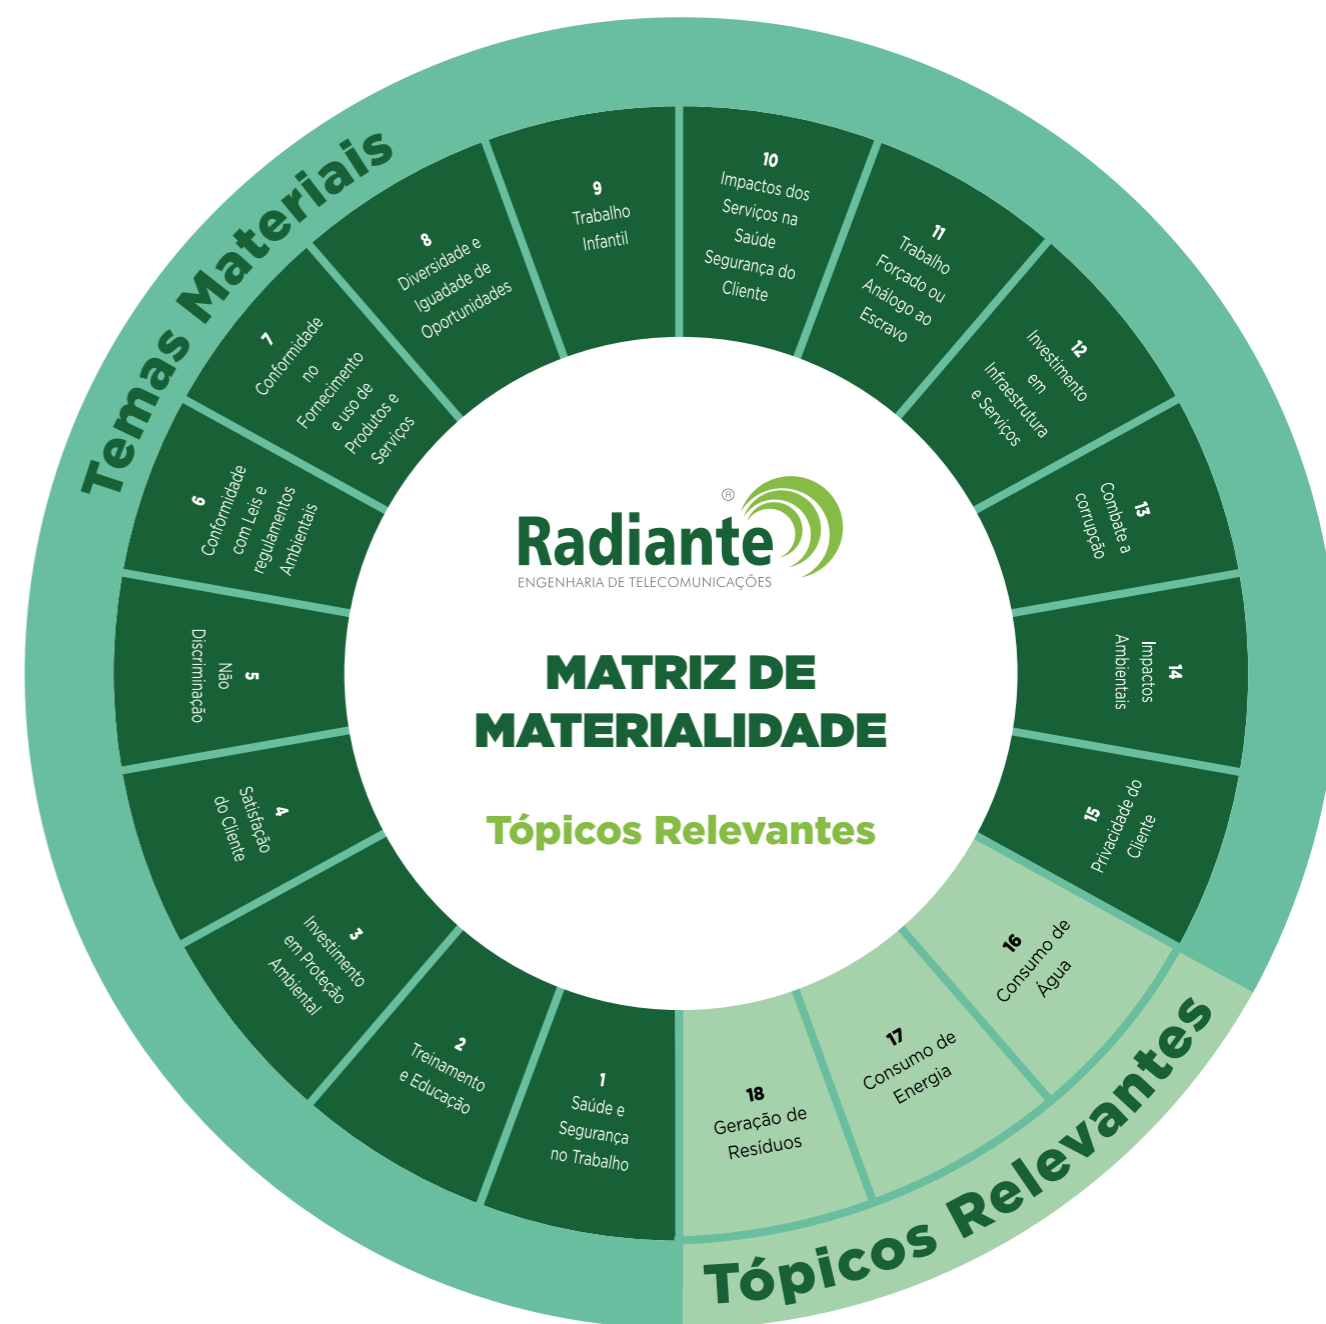 Temas Materiais
Radiante®
ENGENHARIA DE TELECOMUNICAÇÕES
MATRIZ DE
MATERIALIDADE
Tópicos Relevantes
1
Saúde e
Segurança
no Trabalho
2
Treinamento
e Educação
3
Investimento
em Proteção
Ambiental
4
Satisfação
do Cliente
5
Não
Discriminação
6
Conformidade
com Leis e
regulamentos
Ambientais
7
Conformidade
no
Fornecimento
e uso de
Produtos e
Serviços
8
Diversidade e
Iguadade de
Oportunidades
9
Trabalho
Infantil
10
Impactos dos
Serviços na
Saúde
Segurança do
Cliente
11
Trabalho
Forçado ou
Análogo ao
Escravo
12
Investimento
em
Infraestrutura
e Serviços
13
Combate a
corrupção
14
Impactos
Ambientais
15
Privacidade do
Cliente
16
Consumo de
Água
17
Consumo de
Energia
18
Geração de
Resíduos
Tópicos Relevantes